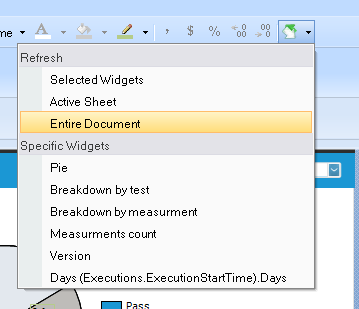 me
A
, $ % ←.0 .00 .00 →.0
Refresh
Selected Widgets
Active Sheet
Entire Document
Specific Widgets
Pie
Breakdown by test
Breakdown by measurment
Measurments count
Version
Days (Executions.ExecutionStartTime).Days
Pass